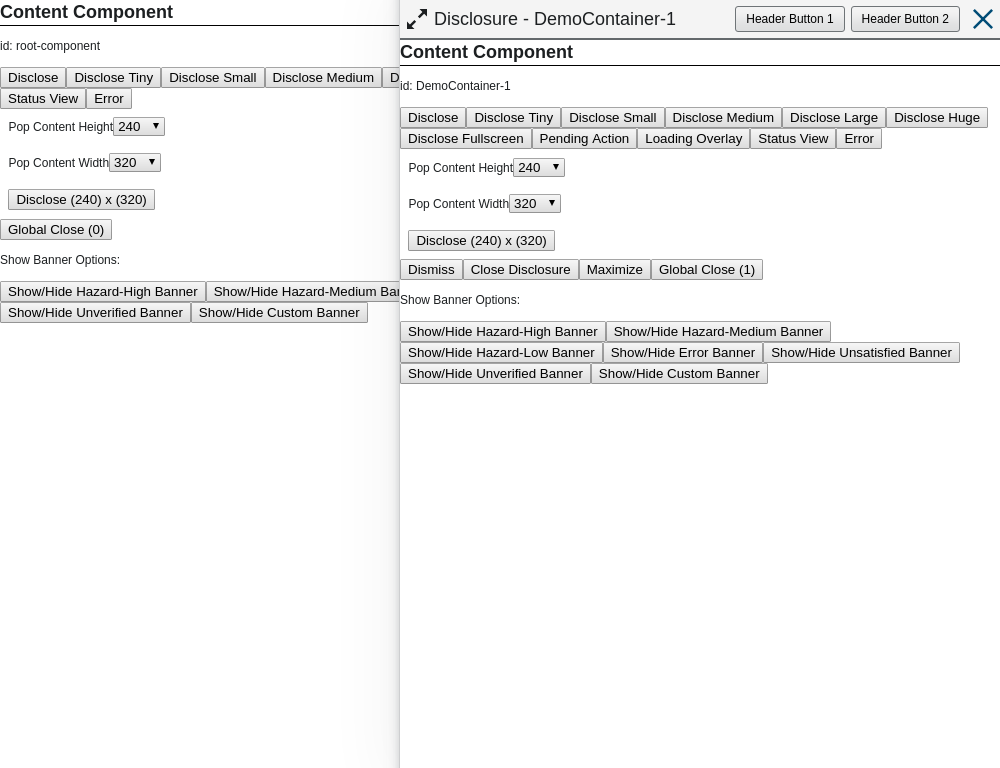 Content Component
id: root-component
Disclose Disclose Tiny Disclose Small Disclose Medium D
Status View Error
Pop Content Height 240
Pop Content Width 320
Disclose (240) x (320)
Global Close (0)
Show Banner Options:
Show/Hide Hazard-High Banner Show/Hide Hazard-Medium Ba
Show/Hide Unverified Banner Show/Hide Custom Banner
Disclosure - DemoContainer-1 Header Button 1 Header Button 2
Content Component
id: DemoContainer-1
Disclose Disclose Tiny Disclose Small Disclose Medium Disclose Large Disclose Huge
Disclose Fullscreen Pending Action Loading Overlay Status View Error
Pop Content Height 240
Pop Content Width 320
Disclose (240) x (320)
Dismiss Close Disclosure Maximize Global Close (1)
Show Banner Options:
Show/Hide Hazard-High Banner Show/Hide Hazard-Medium Banner
Show/Hide Hazard-Low Banner Show/Hide Error Banner Show/Hide Unsatisfied Banner
Show/Hide Unverified Banner Show/Hide Custom Banner